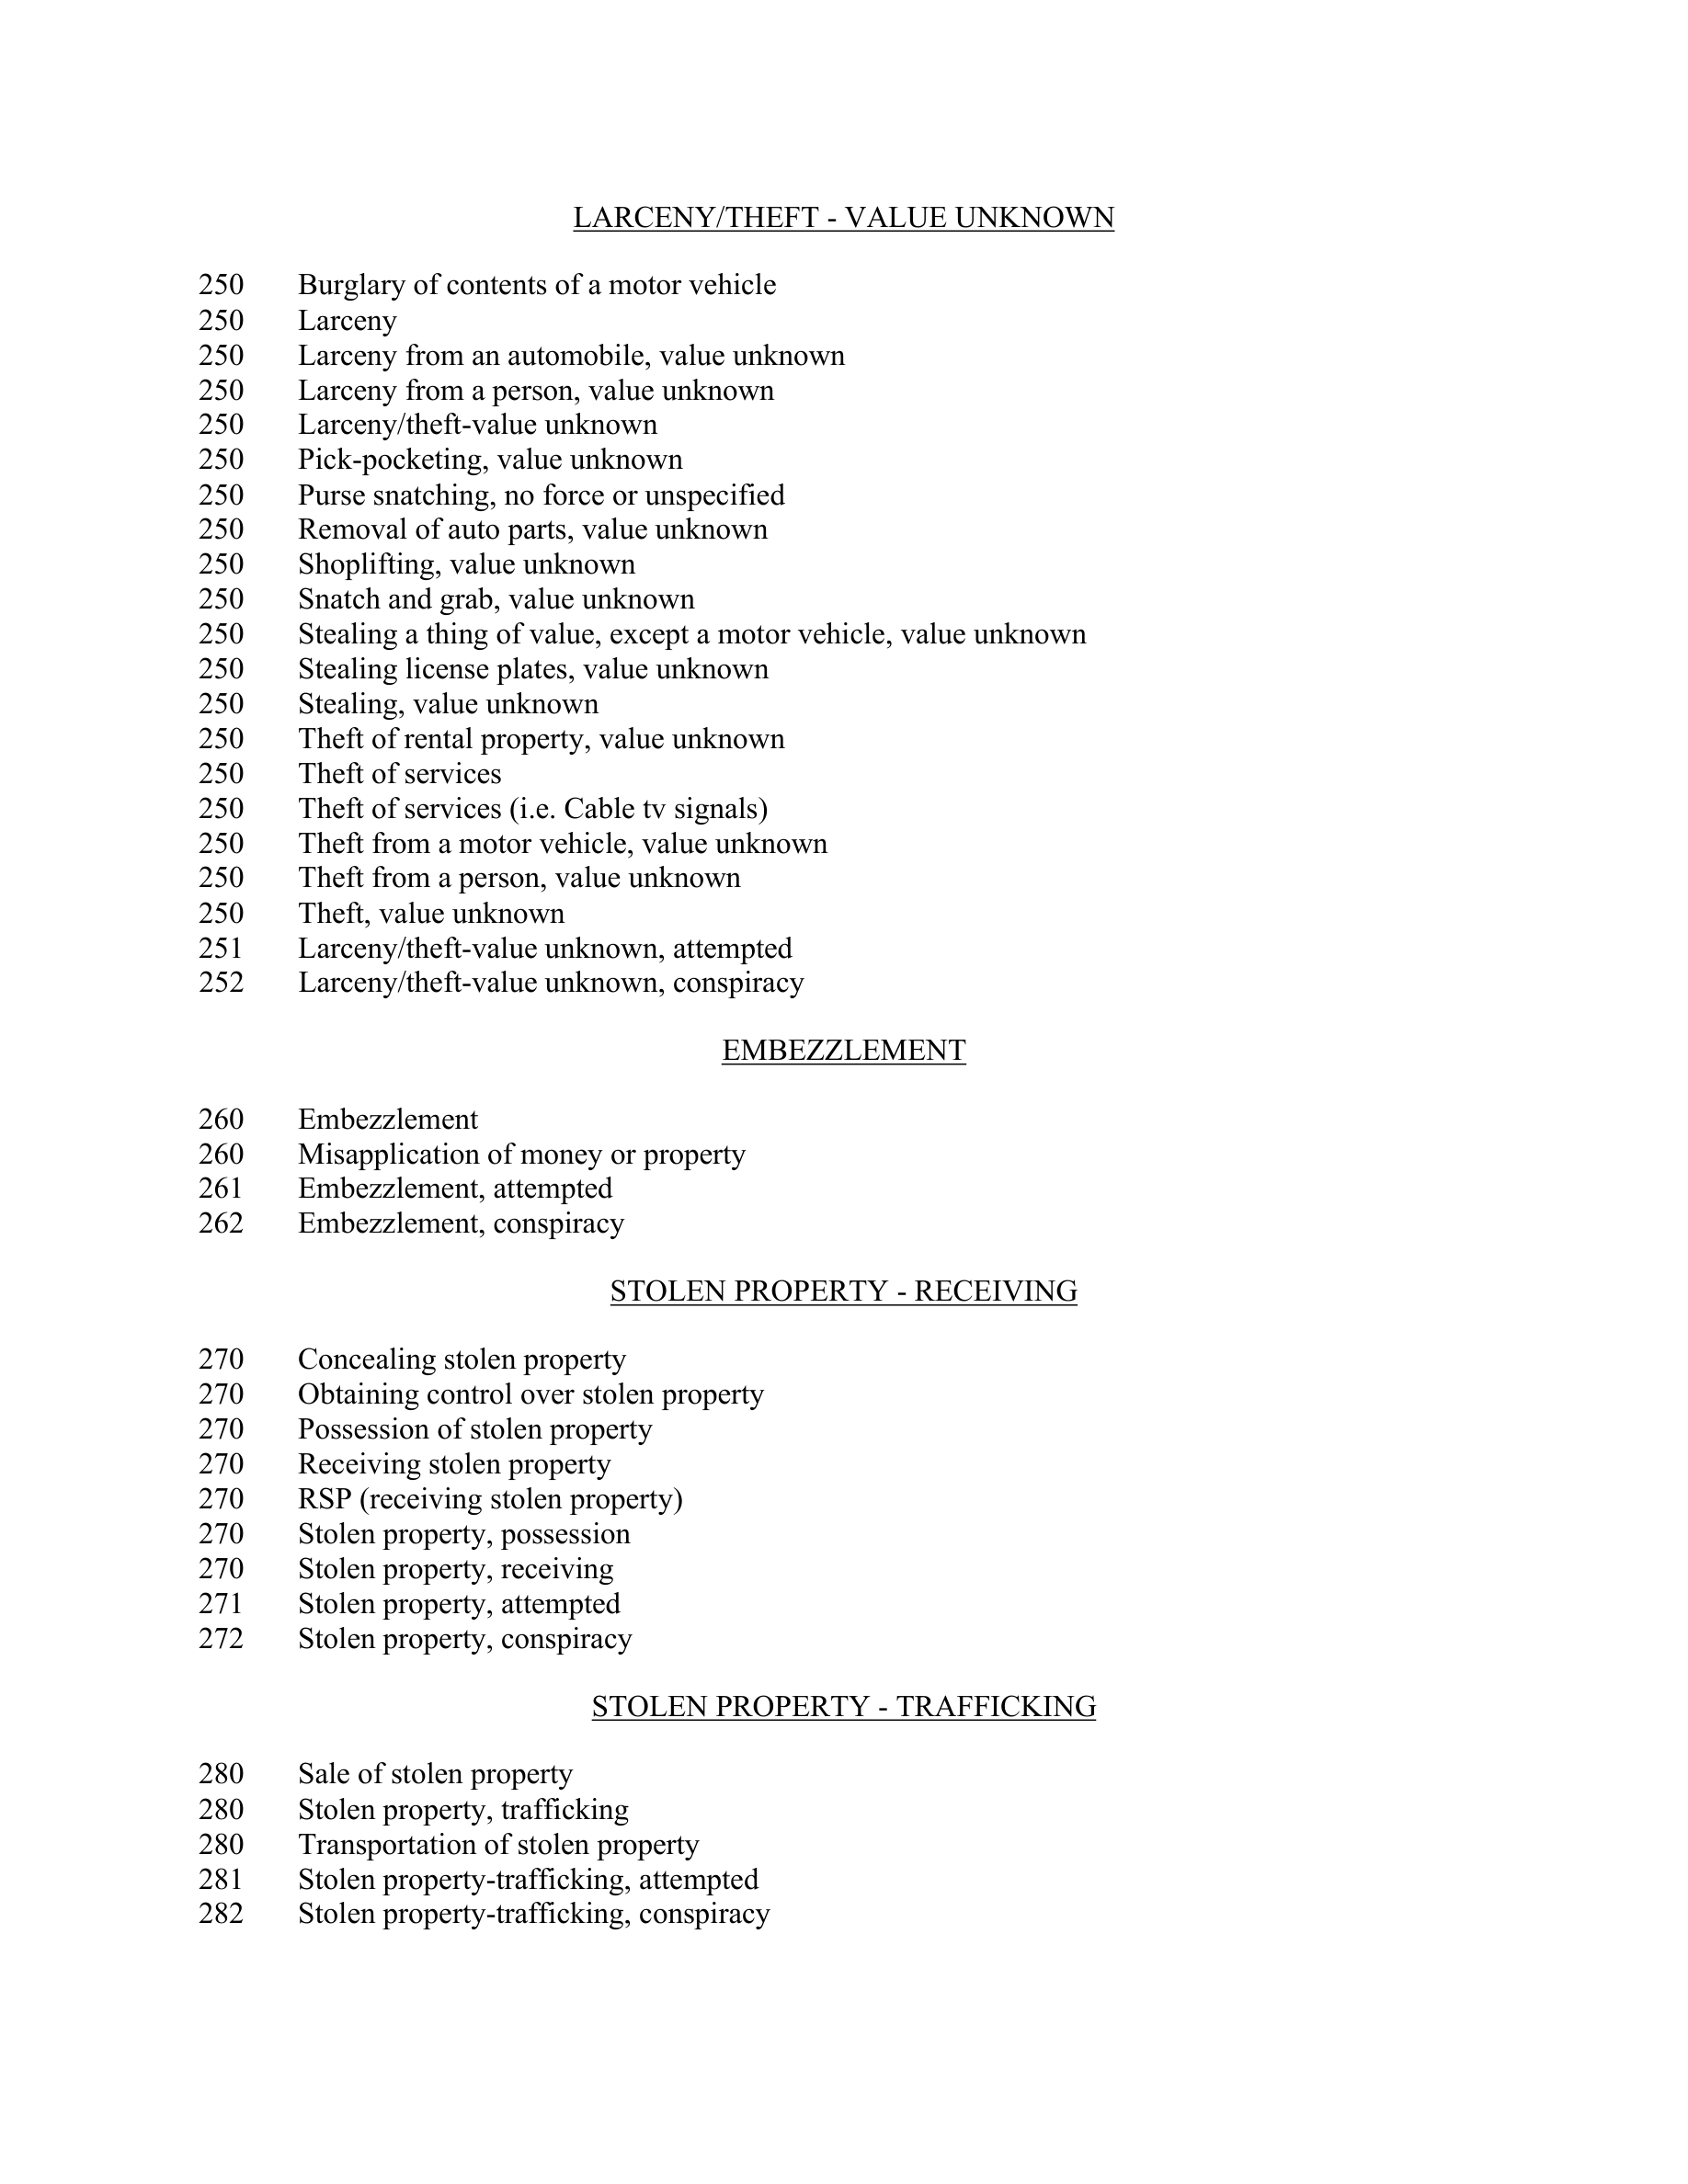 LARCENY/THEFT - VALUE UNKNOWN
250 Burglary of contents of a motor vehicle
250 Larceny
250 Larceny from an automobile, value unknown
250 Larceny from a person, value unknown
250 Larceny/theft-value unknown
250 Pick-pocketing, value unknown
250 Purse snatching, no force or unspecified
250 Removal of auto parts, value unknown
250 Shoplifting, value unknown
250 Snatch and grab, value unknown
250 Stealing a thing of value, except a motor vehicle, value unknown
250 Stealing license plates, value unknown
250 Stealing, value unknown
250 Theft of rental property, value unknown
250 Theft of services
250 Theft of services (i.e. Cable tv signals)
250 Theft from a motor vehicle, value unknown
250 Theft from a person, value unknown
250 Theft, value unknown
251 Larceny/theft-value unknown, attempted
252 Larceny/theft-value unknown, conspiracy
EMBEZZLEMENT
260 Embezzlement
260 Misapplication of money or property
261 Embezzlement, attempted
262 Embezzlement, conspiracy
STOLEN PROPERTY - RECEIVING
270 Concealing stolen property
270 Obtaining control over stolen property
270 Possession of stolen property
270 Receiving stolen property
270 RSP (receiving stolen property)
270 Stolen property, possession
270 Stolen property, receiving
271 Stolen property, attempted
272 Stolen property, conspiracy
STOLEN PROPERTY - TRAFFICKING
280 Sale of stolen property
280 Stolen property, trafficking
280 Transportation of stolen property
281 Stolen property-trafficking, attempted
282 Stolen property-trafficking, conspiracy